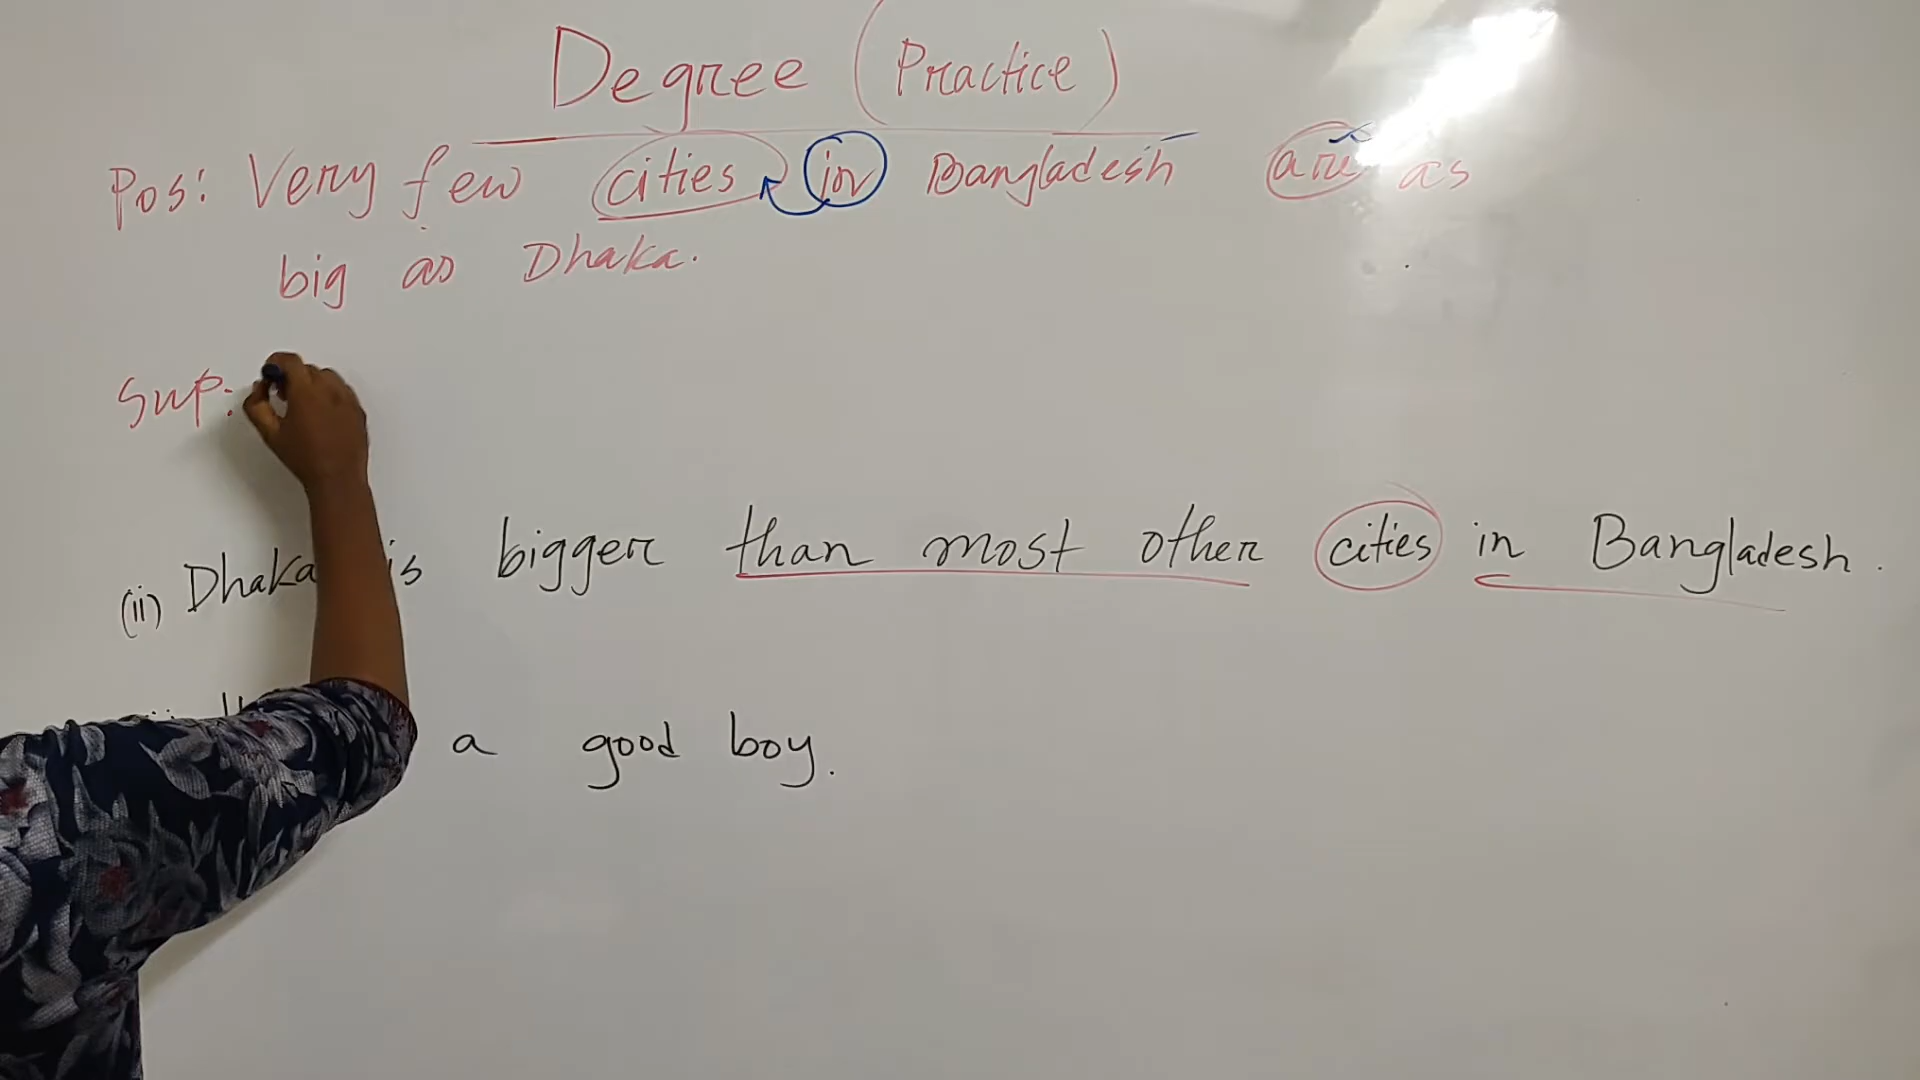 Degree (Practice)
Pos: Very few cities in Bangladesh are as
big as Dhaka.
Sup:
(ii) Dhaka is bigger than most other cities in Bangladesh.
a good boy.